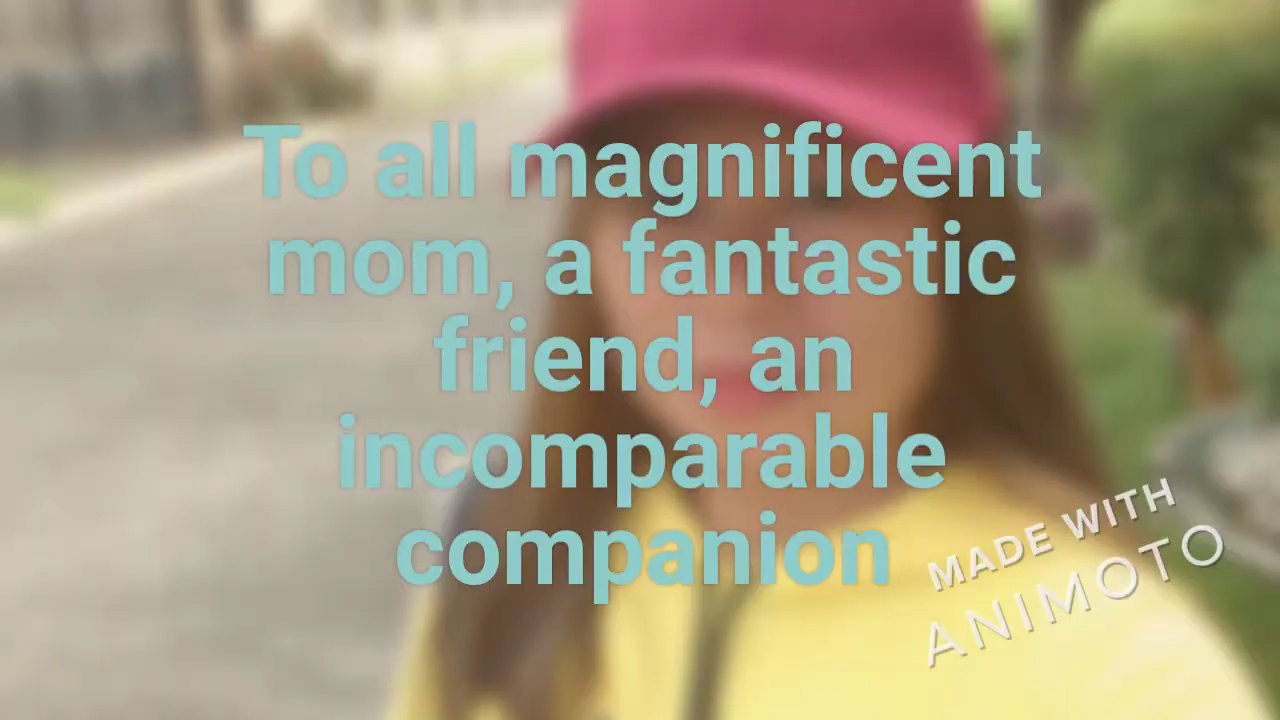 To all magnificent
mom, a fantastic
friend, an
incomparable
companion
MADE WITH
ANIMOTO